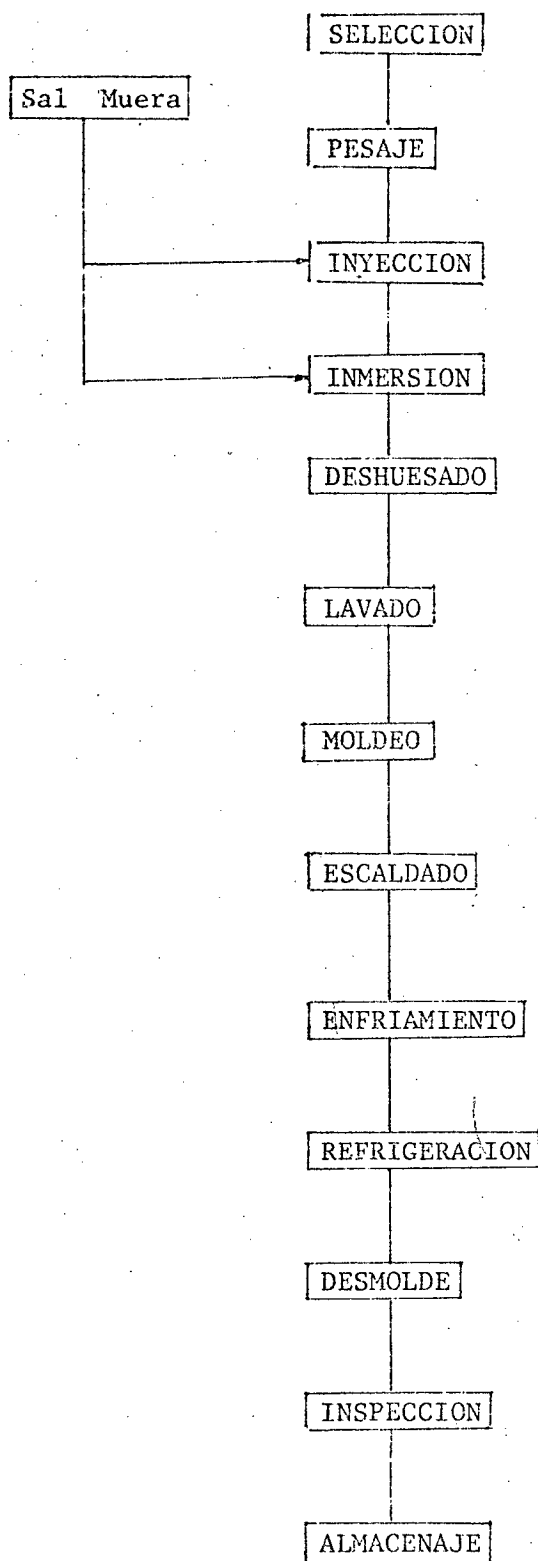 SELECCION
Sal Muera
PESAJE
INYECCION
INMERSION
DESHUESADO
LAVADO
MOLDEO
ESCALDADO
ENFRIAMIENTO
REFRIGERACION
DESMOLDE
INSPECCION
ALMACENAJE